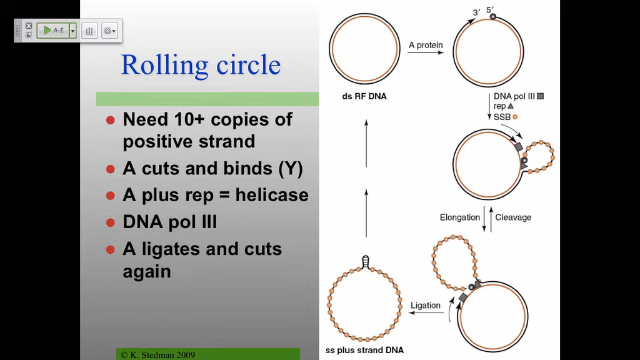 A-E
Rolling circle
Need 10+ copies of
positive strand
A cuts and binds (Y)
A plus rep = helicase
DNA pol III
A ligates and cuts
again
© K. Stedman 2009
3′ 5′
A protein
ds RF DNA
DNA pol III
rep
SSB
Elongation Cleavage
Ligation
ss plus strand DNA